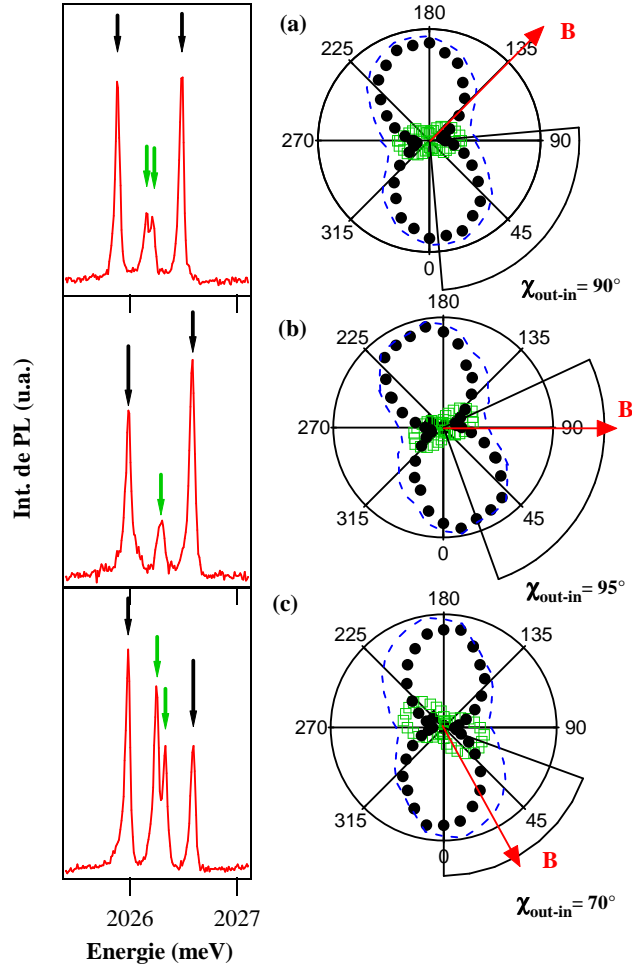 (a)
180
225
135
B
270
90
315
45
0
χout-in= 90°
(b)
180
225
135
B
270
90
315
45
0
χout-in= 95°
(c)
180
225
135
270
90
315
45
0
B
χout-in= 70°
Int. de PL (u.a.)
2026
2027
Energie (meV)